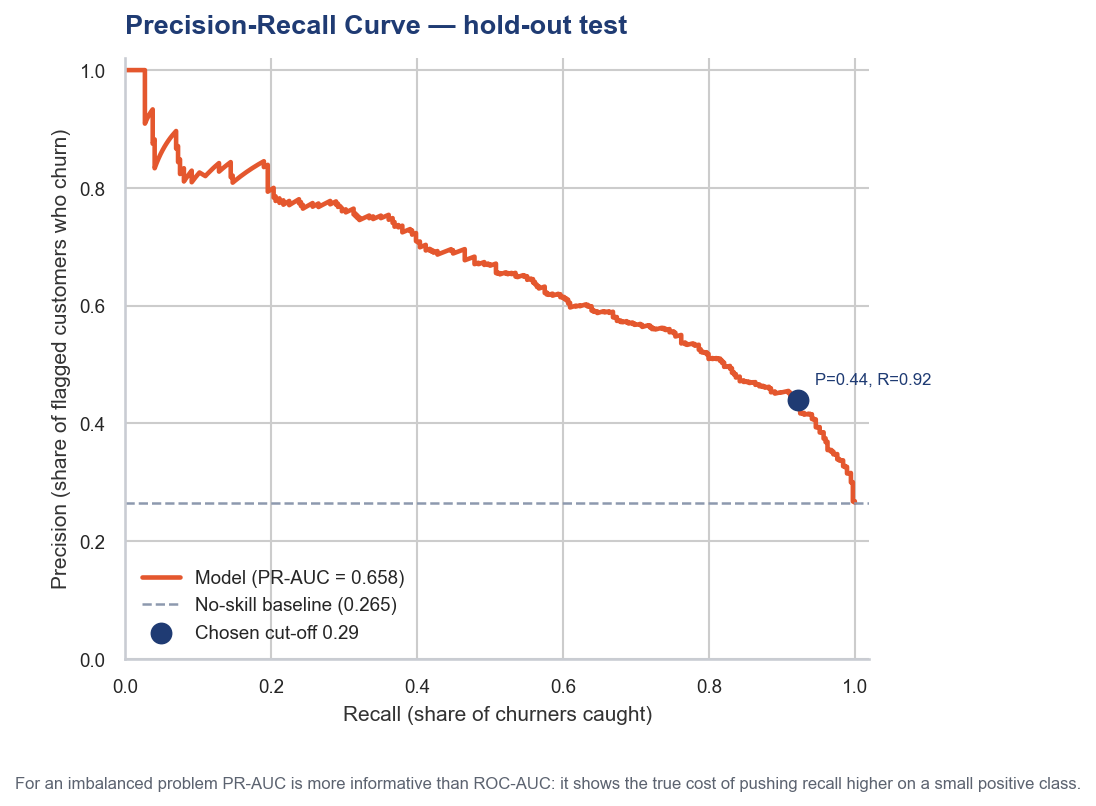 Precision-Recall Curve — hold-out test
Precision (share of flagged customers who churn)
1.0
0.8
0.6
0.4
0.2
0.0
P=0.44, R=0.92
Model (PR-AUC = 0.658)
No-skill baseline (0.265)
Chosen cut-off 0.29
0.0 0.2 0.4 0.6 0.8 1.0
Recall (share of churners caught)
For an imbalanced problem PR-AUC is more informative than ROC-AUC: it shows the true cost of pushing recall higher on a small positive class.